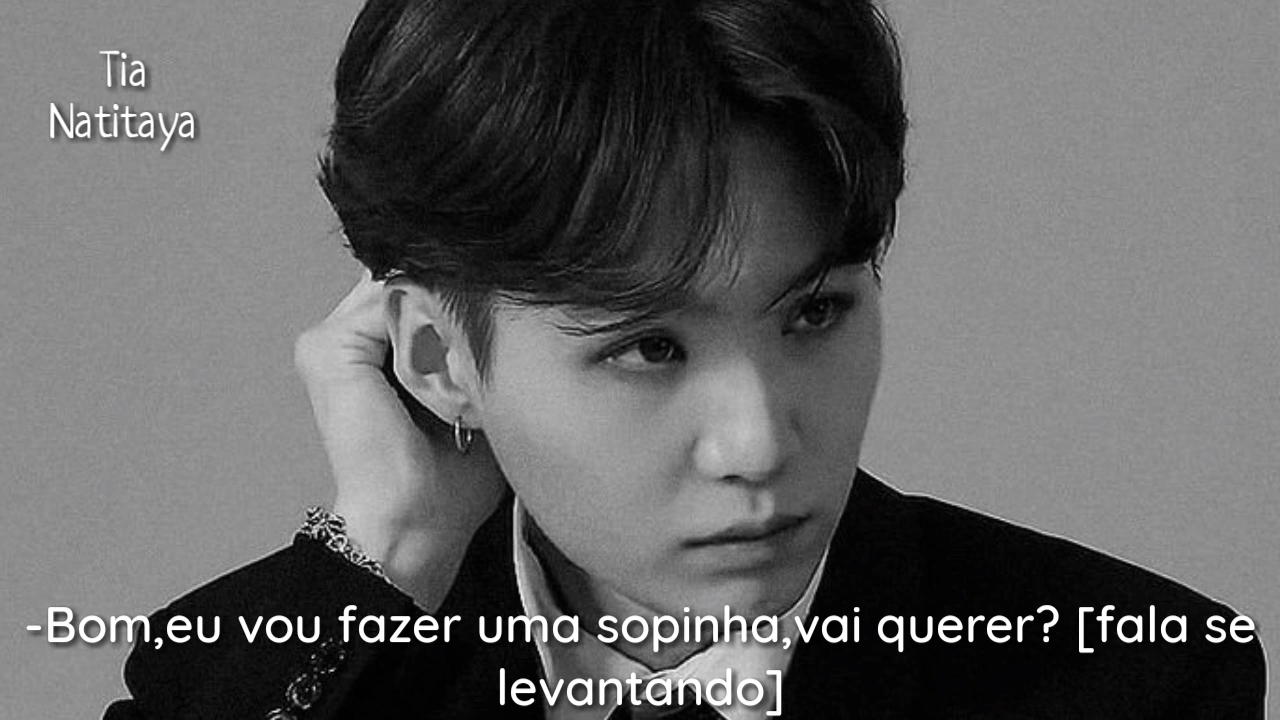 Tia
Natitaya
-Bom,eu vou fazer uma sopinha,vai querer? [fala se
levantando]